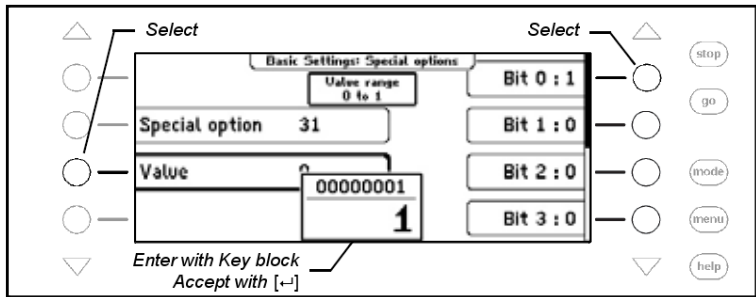 Select
Select
Basic Settings: Special options
Value range
0 to 1
Bit 0 : 1
Special option 31
Bit 1 : 0
Value
Bit 2 : 0
00000001
1
Bit 3 : 0
Enter with Key block
Accept with [↵]
stop
go
mode
menu
help